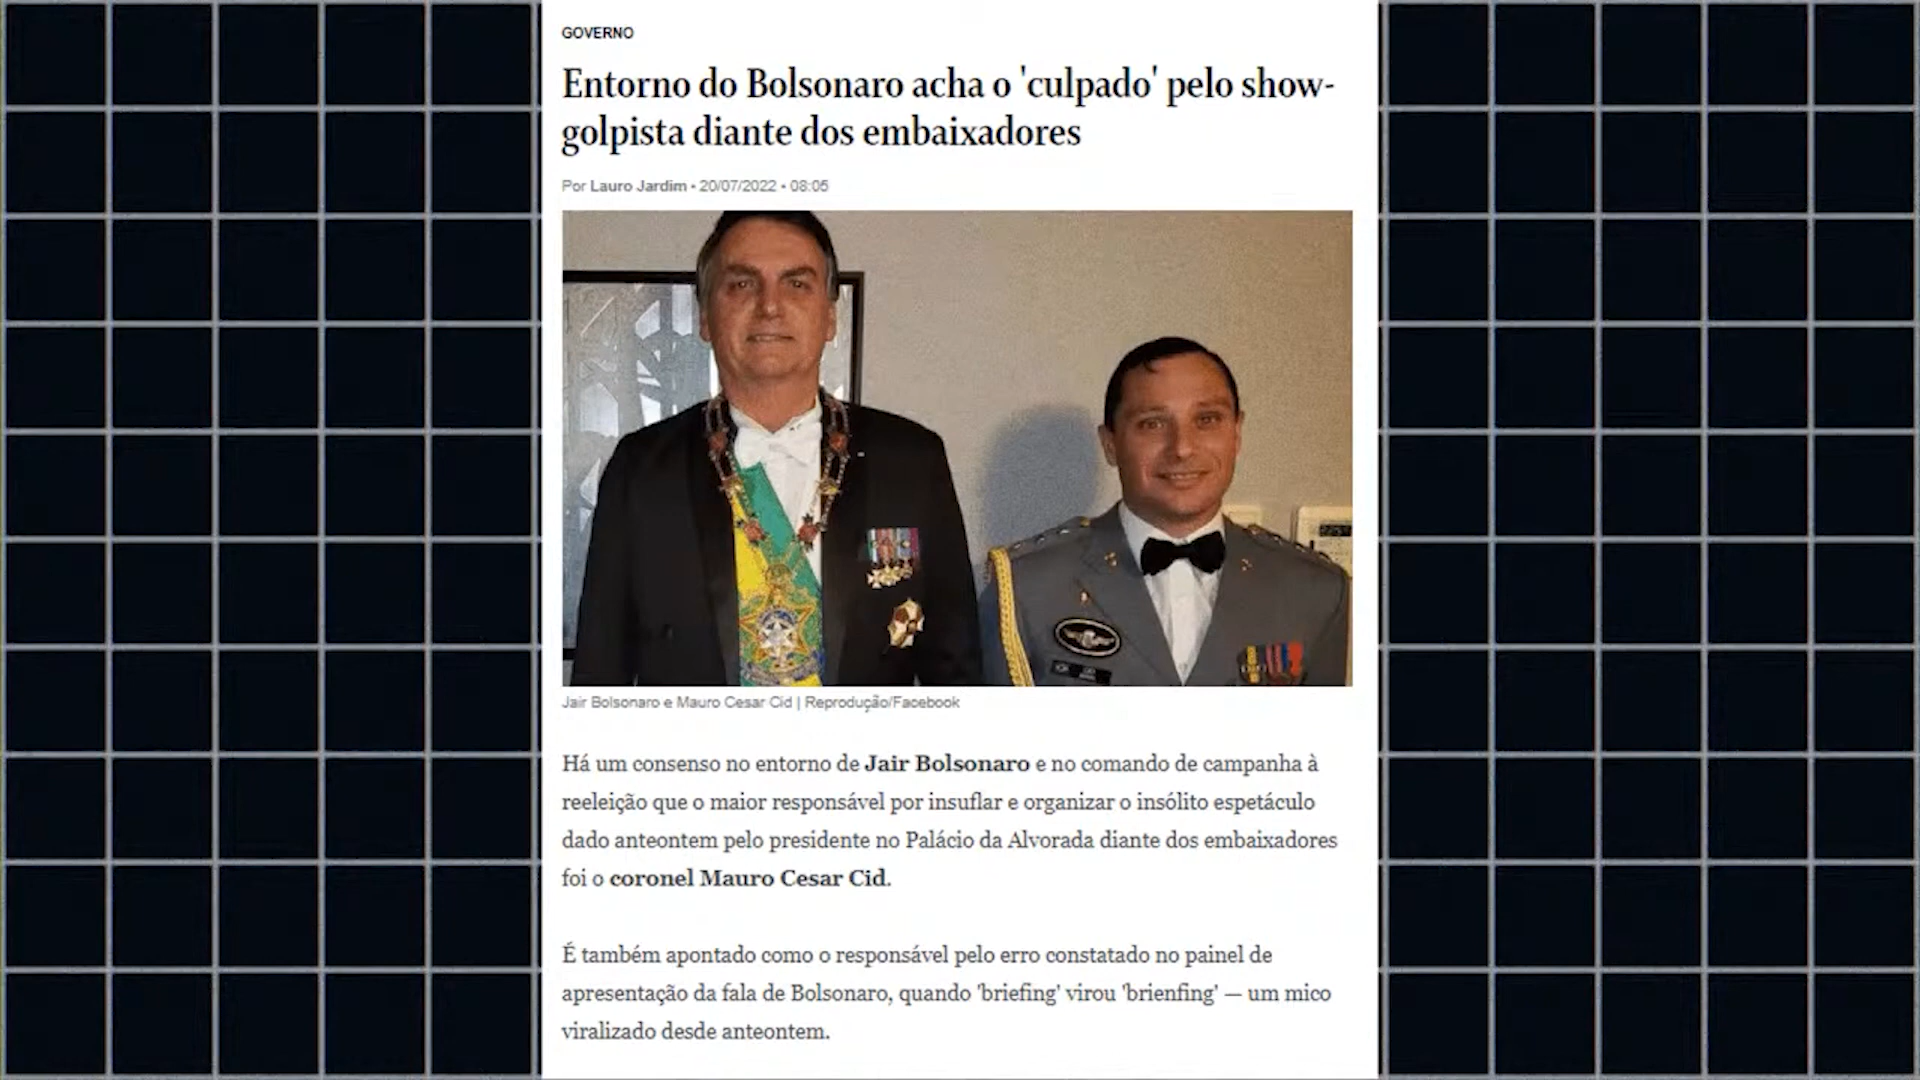 GOVERNO
Entorno do Bolsonaro acha o 'culpado' pelo show-
golpista diante dos embaixadores
Por Lauro Jardim • 20/07/2022 • 08:05
Jair Bolsonaro e Mauro Cesar Cid | Reprodução/Facebook
Há um consenso no entorno de Jair Bolsonaro e no comando de campanha à
reeleição que o maior responsável por insuflar e organizar o insólito espetáculo
dado anteontem pelo presidente no Palácio da Alvorada diante dos embaixadores
foi o coronel Mauro Cesar Cid.
É também apontado como o responsável pelo erro constatado no painel de
apresentação da fala de Bolsonaro, quando 'briefing' virou 'brienfing' — um mico
viralizado desde anteontem.